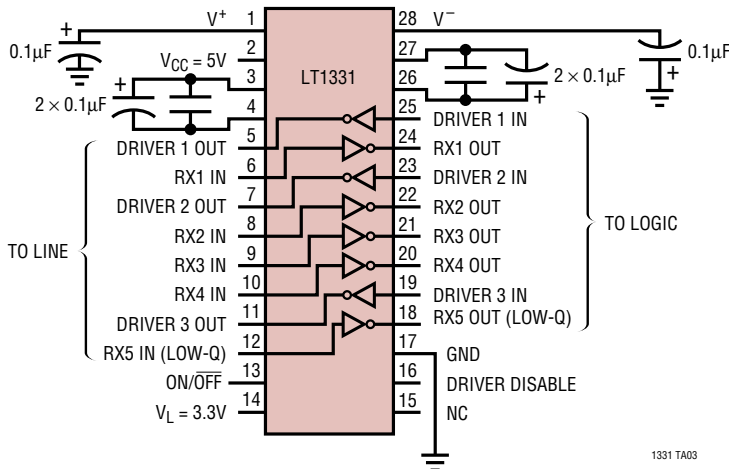 V+ 1 28 V–
0.1µF + 2 27 0.1µF
VCC = 5V
+ 3 LT1331 26 + 2 × 0.1µF +
2 × 0.1µF 4 25 DRIVER 1 IN
DRIVER 1 OUT 5 24 RX1 OUT
RX1 IN 6 23 DRIVER 2 IN
DRIVER 2 OUT 7 22 RX2 OUT
RX2 IN 8 21 RX3 OUT
TO LINE TO LOGIC
RX3 IN 9 20 RX4 OUT
RX4 IN 10 19 DRIVER 3 IN
DRIVER 3 OUT 11 18 RX5 OUT (LOW-Q)
RX5 IN (LOW-Q) 12 17 GND
ON/OFF 13 16 DRIVER DISABLE
VL = 3.3V 14 15 NC
1331 TA03